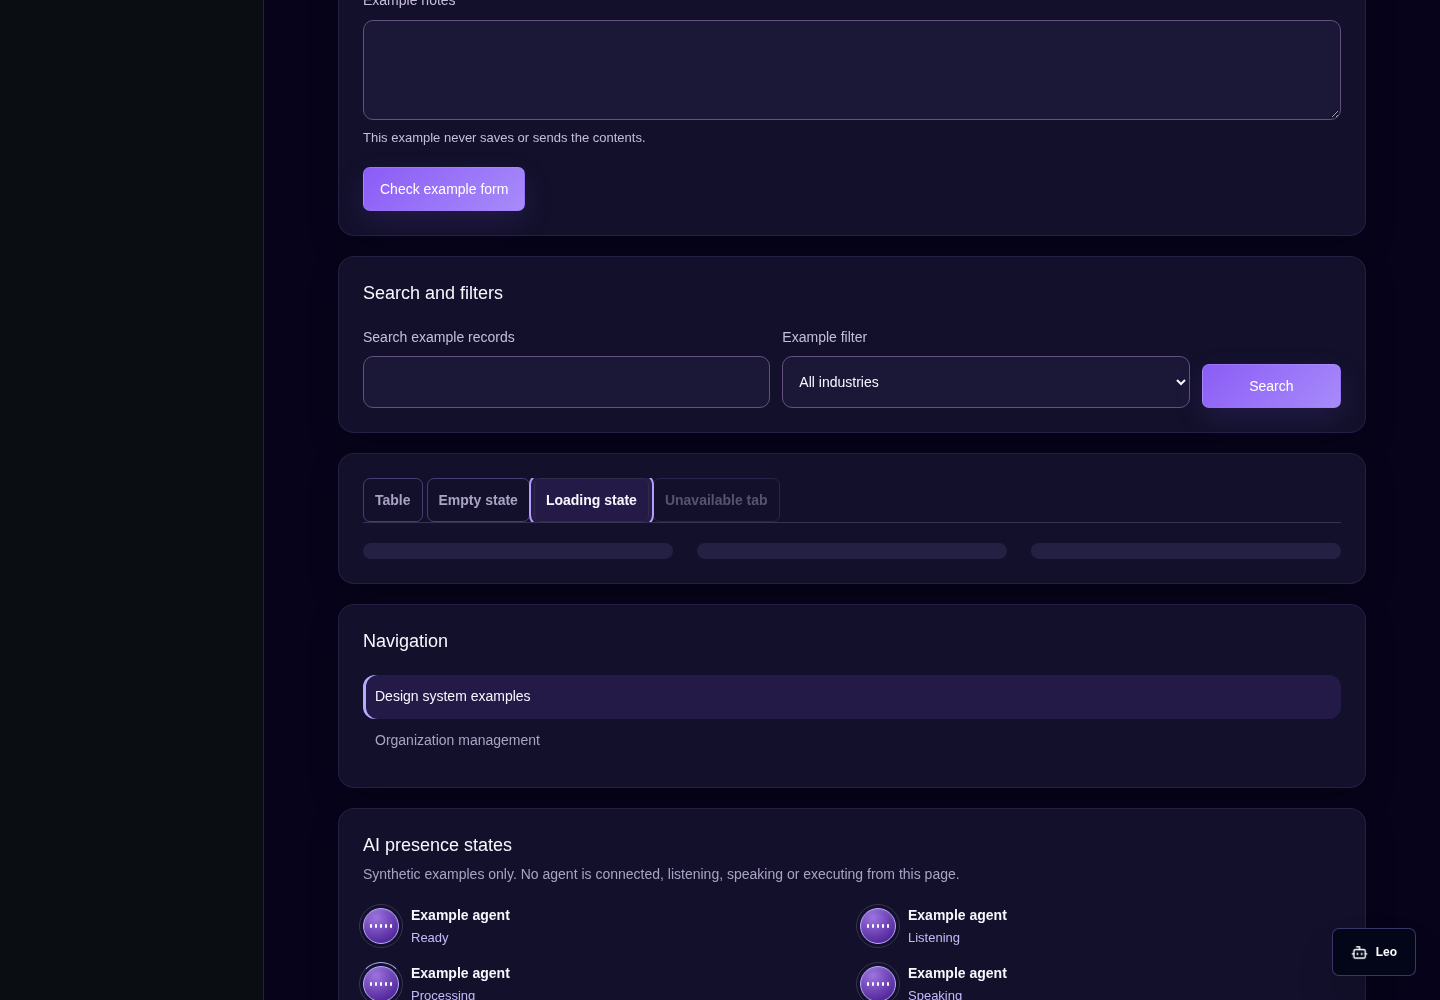 Example notes
This example never saves or sends the contents.
Check example form
Search and filters
Search example records
Example filter
All industries
Search
Table
Empty state
Loading state
Unavailable tab
Navigation
Design system examples
Organization management
AI presence states
Synthetic examples only. No agent is connected, listening, speaking or executing from this page.
Example agent
Ready
Example agent
Listening
Example agent
Processing
Example agent
Speaking
Leo